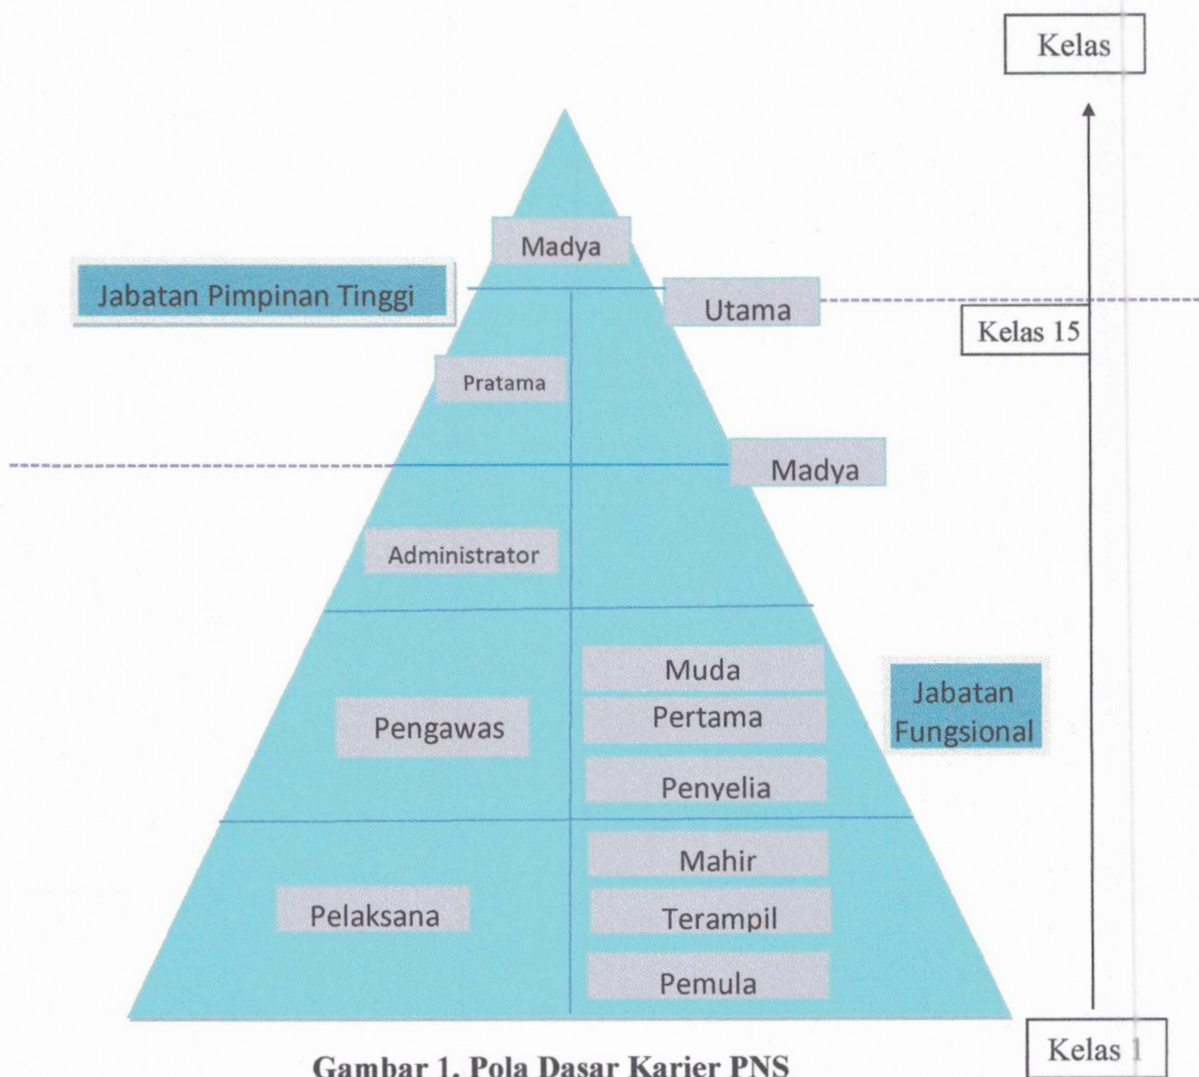 Kelas
Madya
Jabatan Pimpinan Tinggi
Utama
Kelas 15
Pratama
Madya
Administrator
Muda
Pertama
Jabatan
Fungsional
Pengawas
Penyelia
Mahir
Pelaksana
Terampil
Pemula
Kelas 1
Gambar 1. Pola Dasar Karier PNS